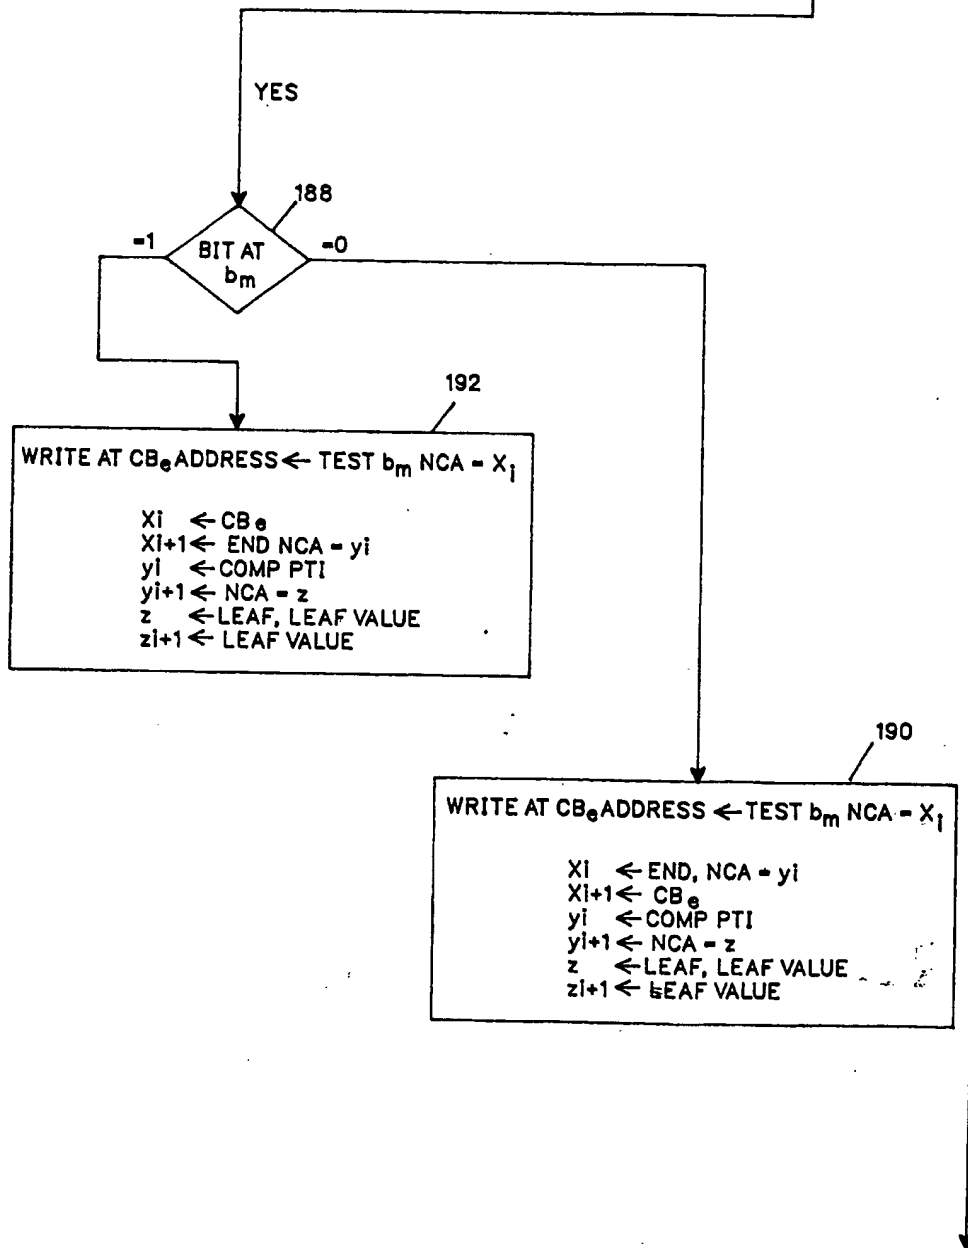 YES
188
=1
=0
BIT AT
bm
192
WRITE AT CBe ADDRESS ← TEST bm NCA = Xi
Xi ← CBe
Xi+1 ← END NCA = yi
yi ← COMP PTI
yi+1 ← NCA = z
z ← LEAF, LEAF VALUE
zi+1 ← LEAF VALUE
190
WRITE AT CBe ADDRESS ← TEST bm NCA = Xi
Xi ← END, NCA = yi
Xi+1 ← CBe
yi ← COMP PTI
yi+1 ← NCA = z
z ← LEAF, LEAF VALUE
zi+1 ← LEAF VALUE